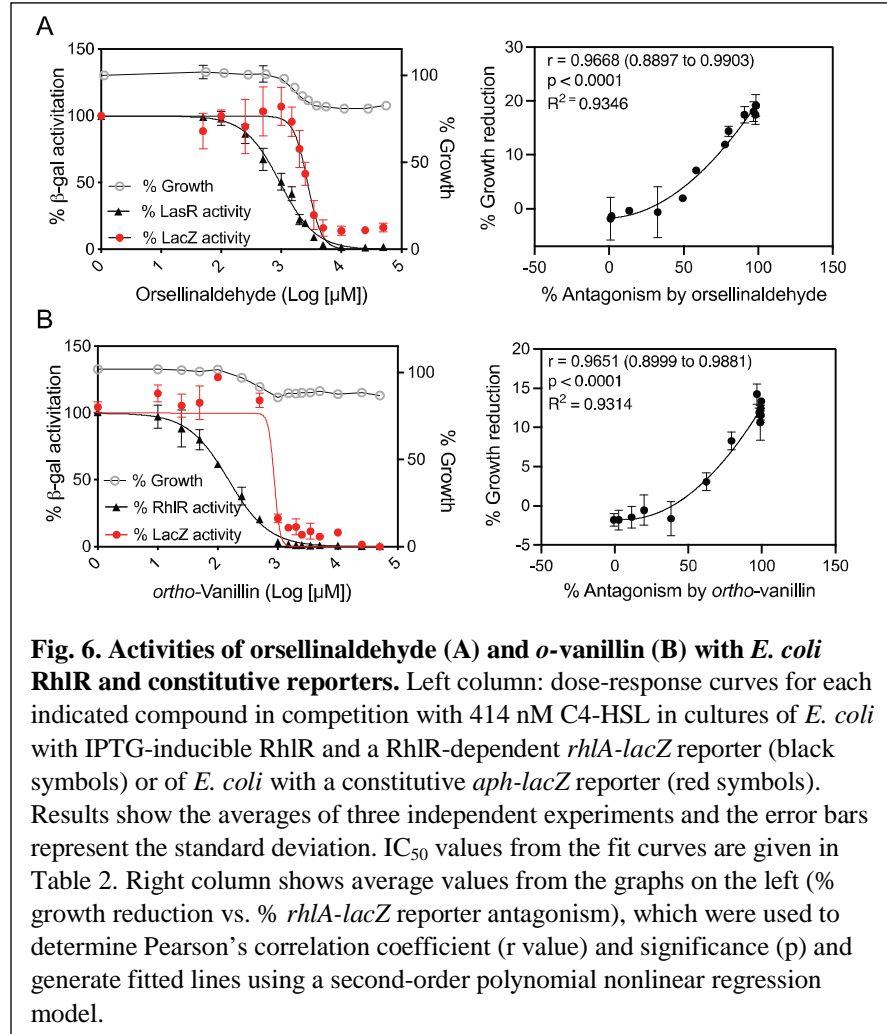 A
150
100
50
0
% β-gal activitation
100
50
0
% Growth
% Growth
% LasR activity
% LacZ activity
0 1 2 3 4 5
Orsellinaldehyde (Log [µM])
30
20
10
0
% Growth reduction
r = 0.9668 (0.8897 to 0.9903)
p < 0.0001
R² = 0.9346
-50 0 50 100 150
% Antagonism by orsellinaldehyde
B
150
100
50
0
% β-gal activitation
100
50
0
% Growth
% Growth
% RhlR activity
% LacZ activity
0 1 2 3 4 5
ortho-Vanillin (Log [µM])
20
15
10
5
0
-5
% Growth reduction
r = 0.9651 (0.8999 to 0.9881)
p < 0.0001
R² = 0.9314
-50 0 50 100 150
% Antagonism by ortho-vanillin
Fig. 6. Activities of orsellinaldehyde (A) and o-vanillin (B) with E. coli
RhlR and constitutive reporters. Left column: dose-response curves for each
indicated compound in competition with 414 nM C4-HSL in cultures of E. coli
with IPTG-inducible RhlR and a RhlR-dependent rhlA-lacZ reporter (black
symbols) or of E. coli with a constitutive aph-lacZ reporter (red symbols).
Results show the averages of three independent experiments and the error bars
represent the standard deviation. IC₅₀ values from the fit curves are given in
Table 2. Right column shows average values from the graphs on the left (%
growth reduction vs. % rhlA-lacZ reporter antagonism), which were used to
determine Pearson’s correlation coefficient (r value) and significance (p) and
generate fitted lines using a second-order polynomial nonlinear regression
model.